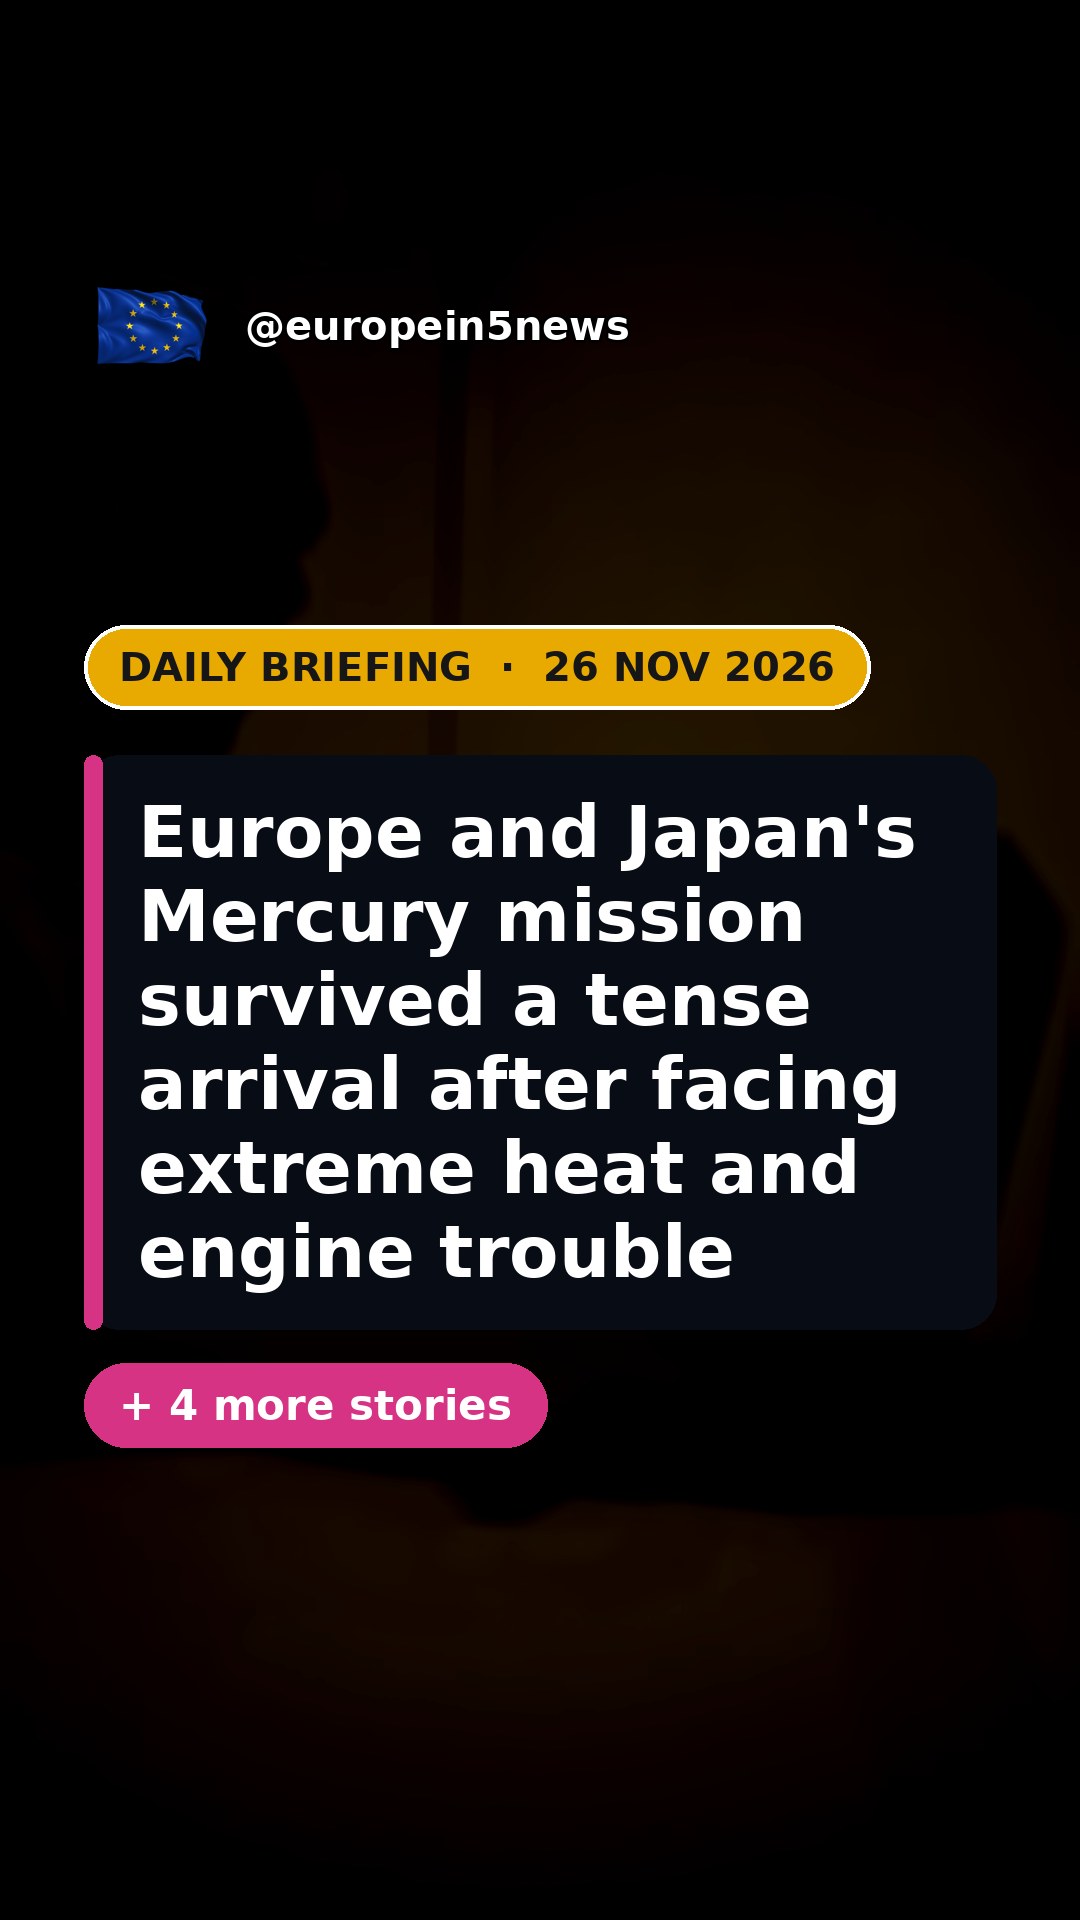 @europein5news
DAILY BRIEFING · 26 NOV 2026
Europe and Japan's
Mercury mission
survived a tense
arrival after facing
extreme heat and
engine trouble
+ 4 more stories